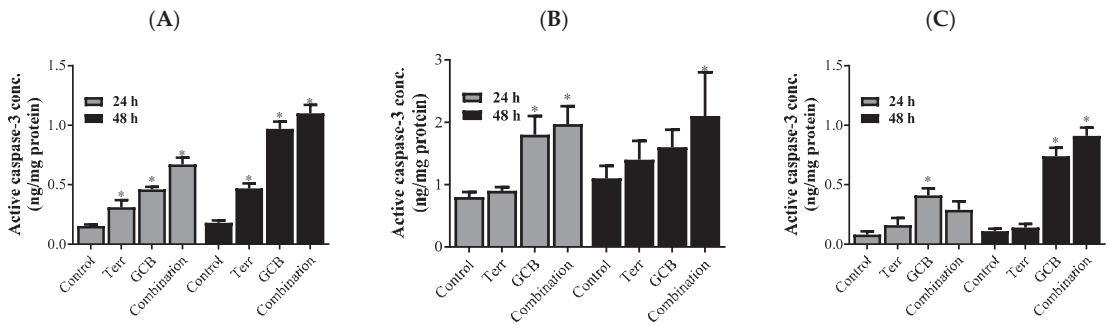 (A)
Active caspase-3 conc.
(ng/mg protein)
1.5
1.0
0.5
0.0
24 h
48 h
* * * * * *
Control Terr GCB Combination Control Terr GCB Combination
(B)
Active caspase-3 conc.
(ng/mg protein)
3
2
1
0
24 h
48 h
* * *
Control Terr GCB Combination Control Terr GCB Combination
(C)
Active caspase-3 conc.
(ng/mg protein)
1.5
1.0
0.5
0.0
24 h
48 h
* * *
Control Terr GCB Combination Control Terr GCB Combination